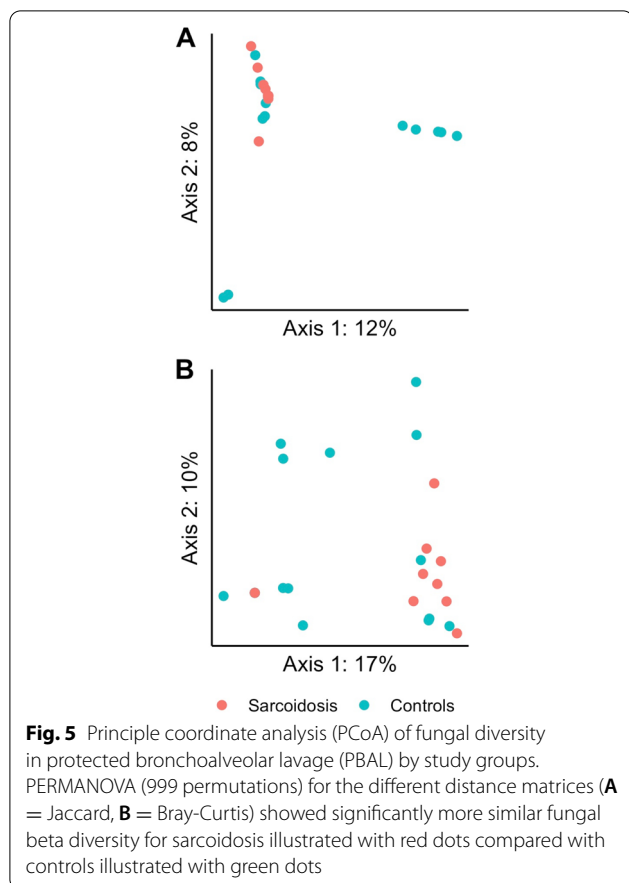 A
Axis 2: 8%
Axis 1: 12%
B
Axis 2: 10%
Axis 1: 17%
Sarcoidosis Controls
Fig. 5 Principle coordinate analysis (PCoA) of fungal diversity
in protected bronchoalveolar lavage (PBAL) by study groups.
PERMANOVA (999 permutations) for the different distance matrices (A
= Jaccard, B = Bray-Curtis) showed significantly more similar fungal
beta diversity for sarcoidosis illustrated with red dots compared with
controls illustrated with green dots